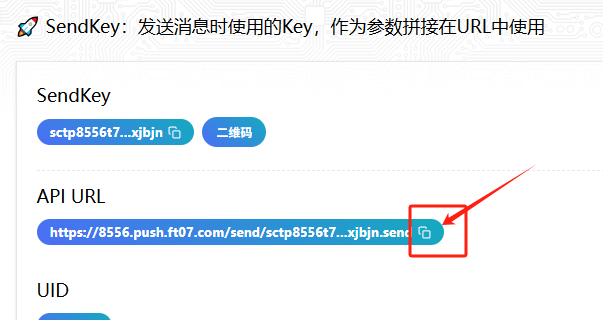 🚀 SendKey：发送消息时使用的Key，作为参数拼接在URL中使用
SendKey
sctp8556t7...xjbjn 二维码
API URL
https://8556.push.ft07.com/send/sctp8556t7...xjbjn.send
UID